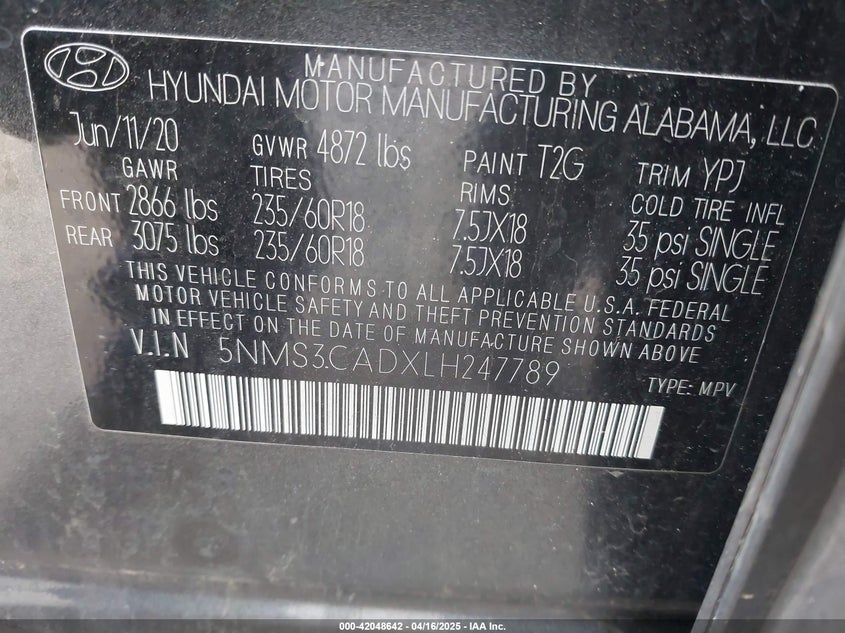 MANUFACTURED BY
HYUNDAI MOTOR MANUFACTURING ALABAMA, LLC
Jun/11/20 GVWR 4872 lbs PAINT T2G TRIM YPJ
GAWR TIRES RIMS COLD TIRE INFL
FRONT 2866 lbs 235/60R18 7.5JX18 35 psi SINGLE
REAR 3075 lbs 235/60R18 7.5JX18 35 psi SINGLE
THIS VEHICLE CONFORMS TO ALL APPLICABLE U.S.A. FEDERAL
MOTOR VEHICLE SAFETY AND THEFT PREVENTION STANDARDS
IN EFFECT ON THE DATE OF MANUFACTURE SHOWN ABOVE
V.I.N 5NMS3CADXLH247789 TYPE: MPV
000-42048642 - 04/16/2025 - IAA Inc.